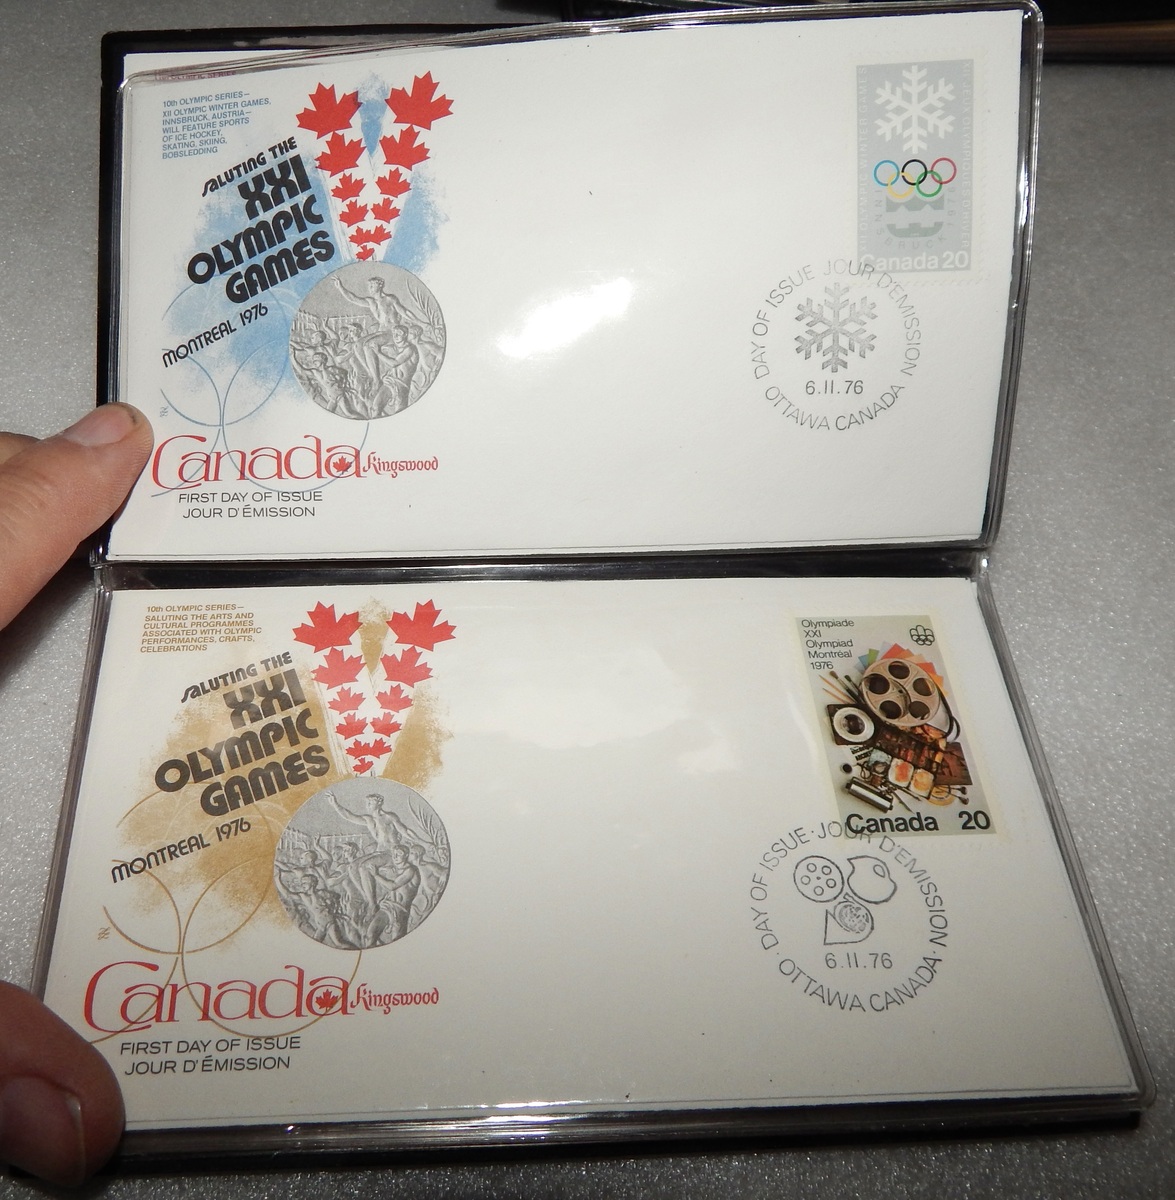 10th OLYMPIC SERIES—
XII OLYMPIC WINTER GAMES,
INNSBRUCK, AUSTRIA—
WILL FEATURE SPORTS
OF ICE HOCKEY,
SKATING, SKIING,
BOBSLEDDING
SALUTING THE
XXI
OLYMPIC
GAMES
MONTREAL 1976
Canada Kingswood
FIRST DAY OF ISSUE
JOUR D'ÉMISSION
Canada 20
DAY OF ISSUE JOUR D'EMISSION
6.II.76
OTTAWA CANADA
10th OLYMPIC SERIES—
SALUTING THE ARTS AND
CULTURAL PROGRAMMES
ASSOCIATED WITH OLYMPIC
PERFORMANCES, CRAFTS,
CELEBRATIONS
SALUTING THE
XXI
OLYMPIC
GAMES
MONTREAL 1976
Canada Kingswood
FIRST DAY OF ISSUE
JOUR D'ÉMISSION
Olympiade
XXI
Olympiad
Montréal
1976
Canada 20
DAY OF ISSUE · JOUR D'EMISSION ·
6.II.76
OTTAWA CANADA ·